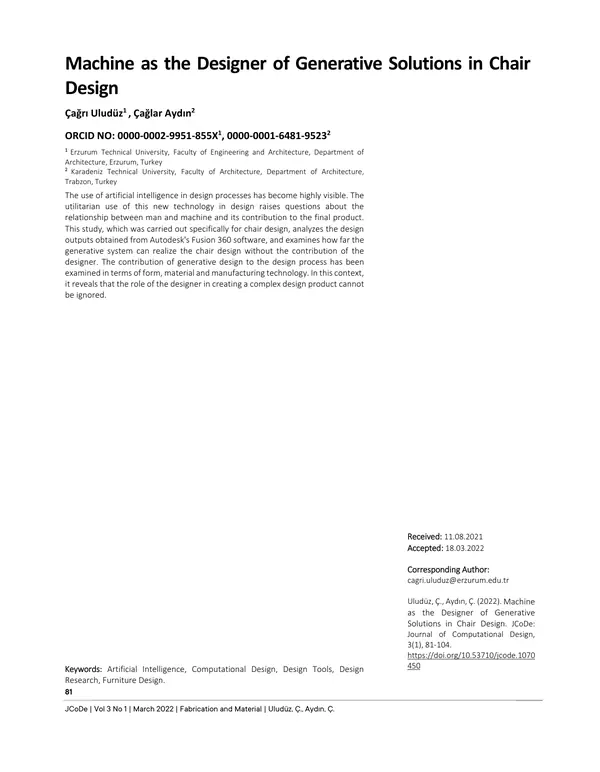 Machine as the Designer of Generative Solutions in Chair
Design
Çağrı Uludüz¹ , Çağlar Aydın²
ORCID NO: 0000-0002-9951-855X¹, 0000-0001-6481-9523²
¹ Erzurum Technical University, Faculty of Engineering and Architecture, Department of
Architecture, Erzurum, Turkey
² Karadeniz Technical University, Faculty of Architecture, Department of Architecture,
Trabzon, Turkey
The use of artificial intelligence in design processes has become highly visible. The
utilitarian use of this new technology in design raises questions about the
relationship between man and machine and its contribution to the final product.
This study, which was carried out specifically for chair design, analyzes the design
outputs obtained from Autodesk's Fusion 360 software, and examines how far the
generative system can realize the chair design without the contribution of the
designer. The contribution of generative design to the design process has been
examined in terms of form, material and manufacturing technology. In this context,
it reveals that the role of the designer in creating a complex design product cannot
be ignored.
Received: 11.08.2021
Accepted: 18.03.2022
Corresponding Author:
cagri.uluduz@erzurum.edu.tr
Uludüz, Ç., Aydın, Ç. (2022). Machine
as the Designer of Generative
Solutions in Chair Design. JCoDe:
Journal of Computational Design,
3(1), 81-104.
https://doi.org/10.53710/jcode.1070
450
Keywords: Artificial Intelligence, Computational Design, Design Tools, Design
Research, Furniture Design.
81
JCoDe | Vol 3 No 1 | March 2022 | Fabrication and Material | Uludüz, Ç., Aydın, Ç.